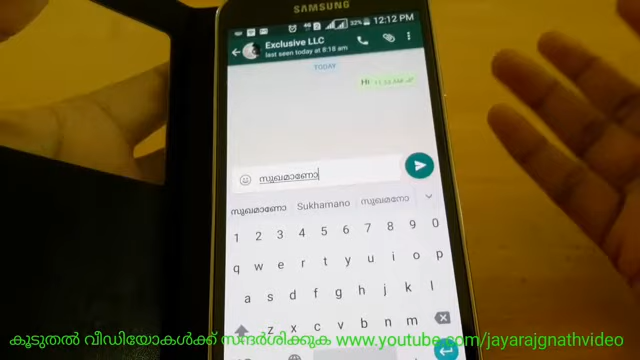 SAMSUNG
32% 12:12 PM
Exclusive LLC
last seen today at 8:18 am
TODAY
Hi
സുഖമാണോ
സുഖമാണോ Sukhamano സുഖമനോ
1 2 3 4 5 6 7 8 9 0
q w e r t y u i o p
a s d f g h j k l
z x c v b n m
കൂടുതൽ വീഡിയോകൾക്ക് സന്ദർശിക്കുക www.youtube.com/jayarajgnathvideo